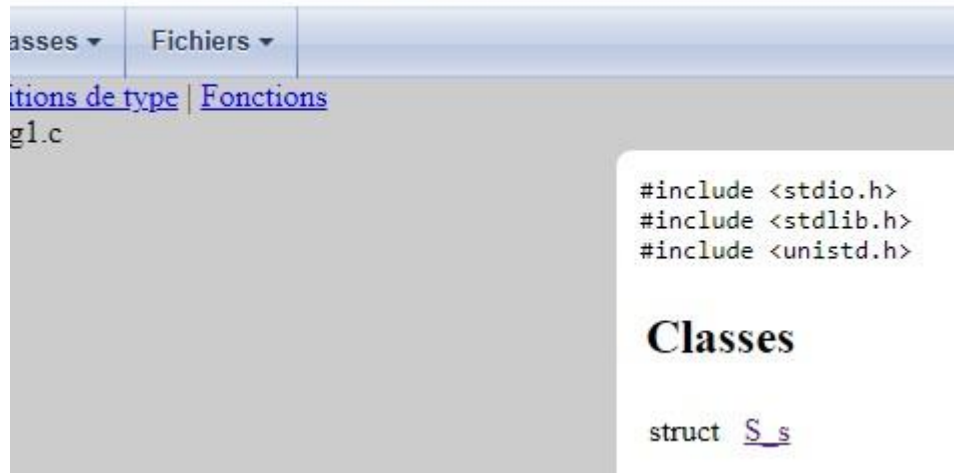 asses ▾ Fichiers ▾
itions de type | Fonctions
g1.c
#include <stdio.h>
#include <stdlib.h>
#include <unistd.h>
Classes
struct S_s